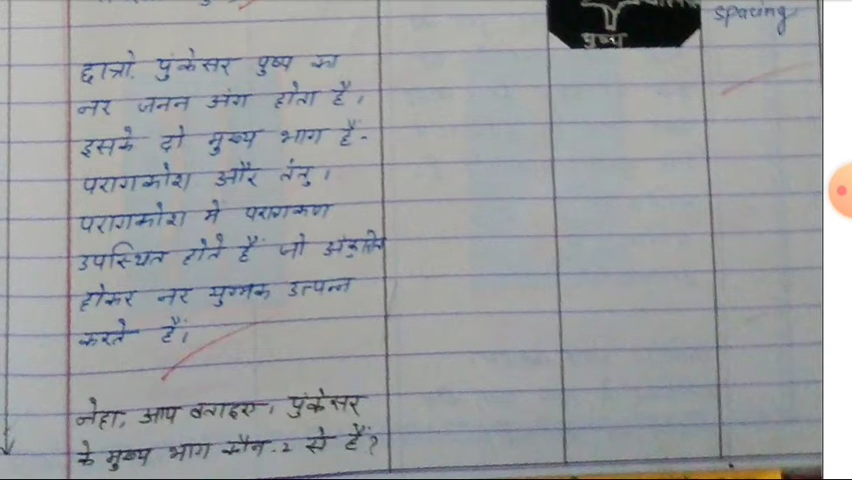 पुष्प
spacing
छात्रों, पुंकेसर पुष्प का
नर जनन अंग होता है,
इसके दो मुख्य भाग हैं-
परागकोश और तंतु।
परागकोश में परागकण
उपस्थित होते हैं जो अंकुरित
होकर नर युग्मक उत्पन्न
करते हैं।
नेहा, आप बताइए, पुंकेसर
के मुख्य भाग कौन-2 से हैं?